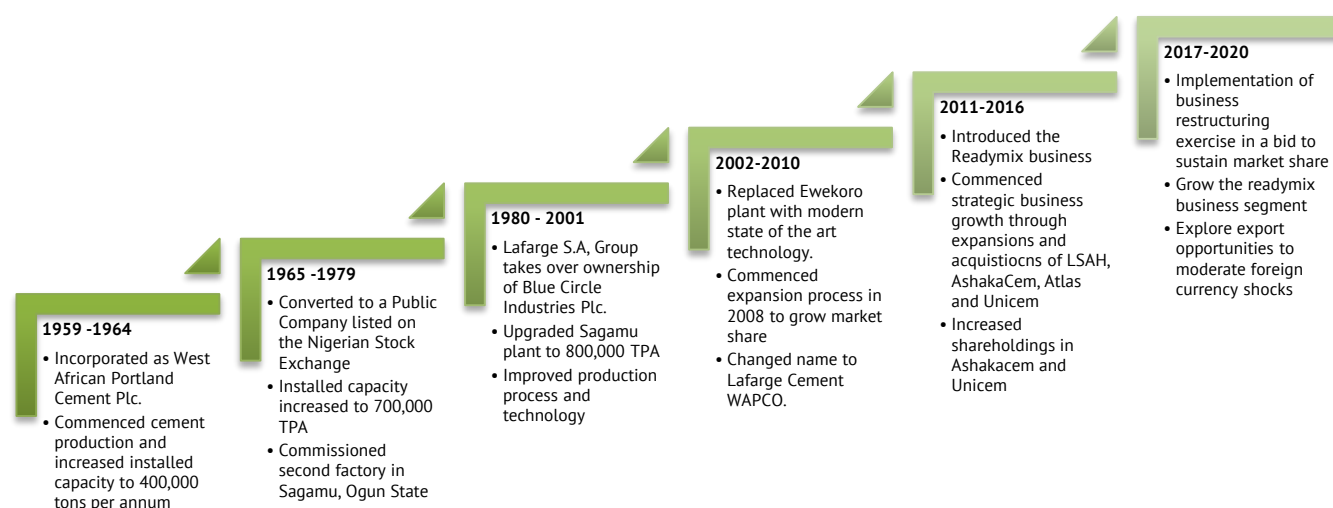 1959 -1964
• Incorporated as West
African Portland
Cement Plc.
• Commenced cement
production and
increased installed
capacity to 400,000
tons per annum
1965 -1979
• Converted to a Public
Company listed on
the Nigerian Stock
Exchange
• Installed capacity
increased to 700,000
TPA
• Commissioned
second factory in
Sagamu, Ogun State
1980 - 2001
• Lafarge S.A, Group
takes over ownership
of Blue Circle
Industries Plc.
• Upgraded Sagamu
plant to 800,000 TPA
• Improved production
process and
technology
2002-2010
• Replaced Ewekoro
plant with modern
state of the art
technology.
• Commenced
expansion process in
2008 to grow market
share
• Changed name to
Lafarge Cement
WAPCO.
2011-2016
• Introduced the
Readymix business
• Commenced
strategic business
growth through
expansions and
acquistiocns of LSAH,
AshakaCem, Atlas
and Unicem
• Increased
shareholdings in
Ashakacem and
Unicem
2017-2020
• Implementation of
business
restructuring
exercise in a bid to
sustain market share
• Grow the readymix
business segment
• Explore export
opportunities to
moderate foreign
currency shocks